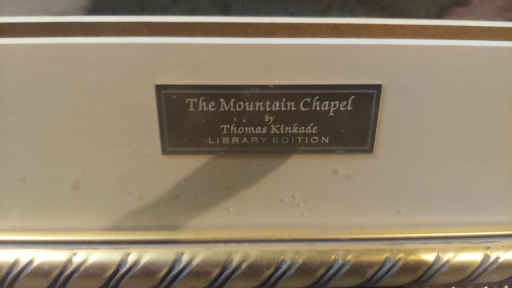 The Mountain Chapel
by
Thomas Kinkade
LIBRARY EDITION